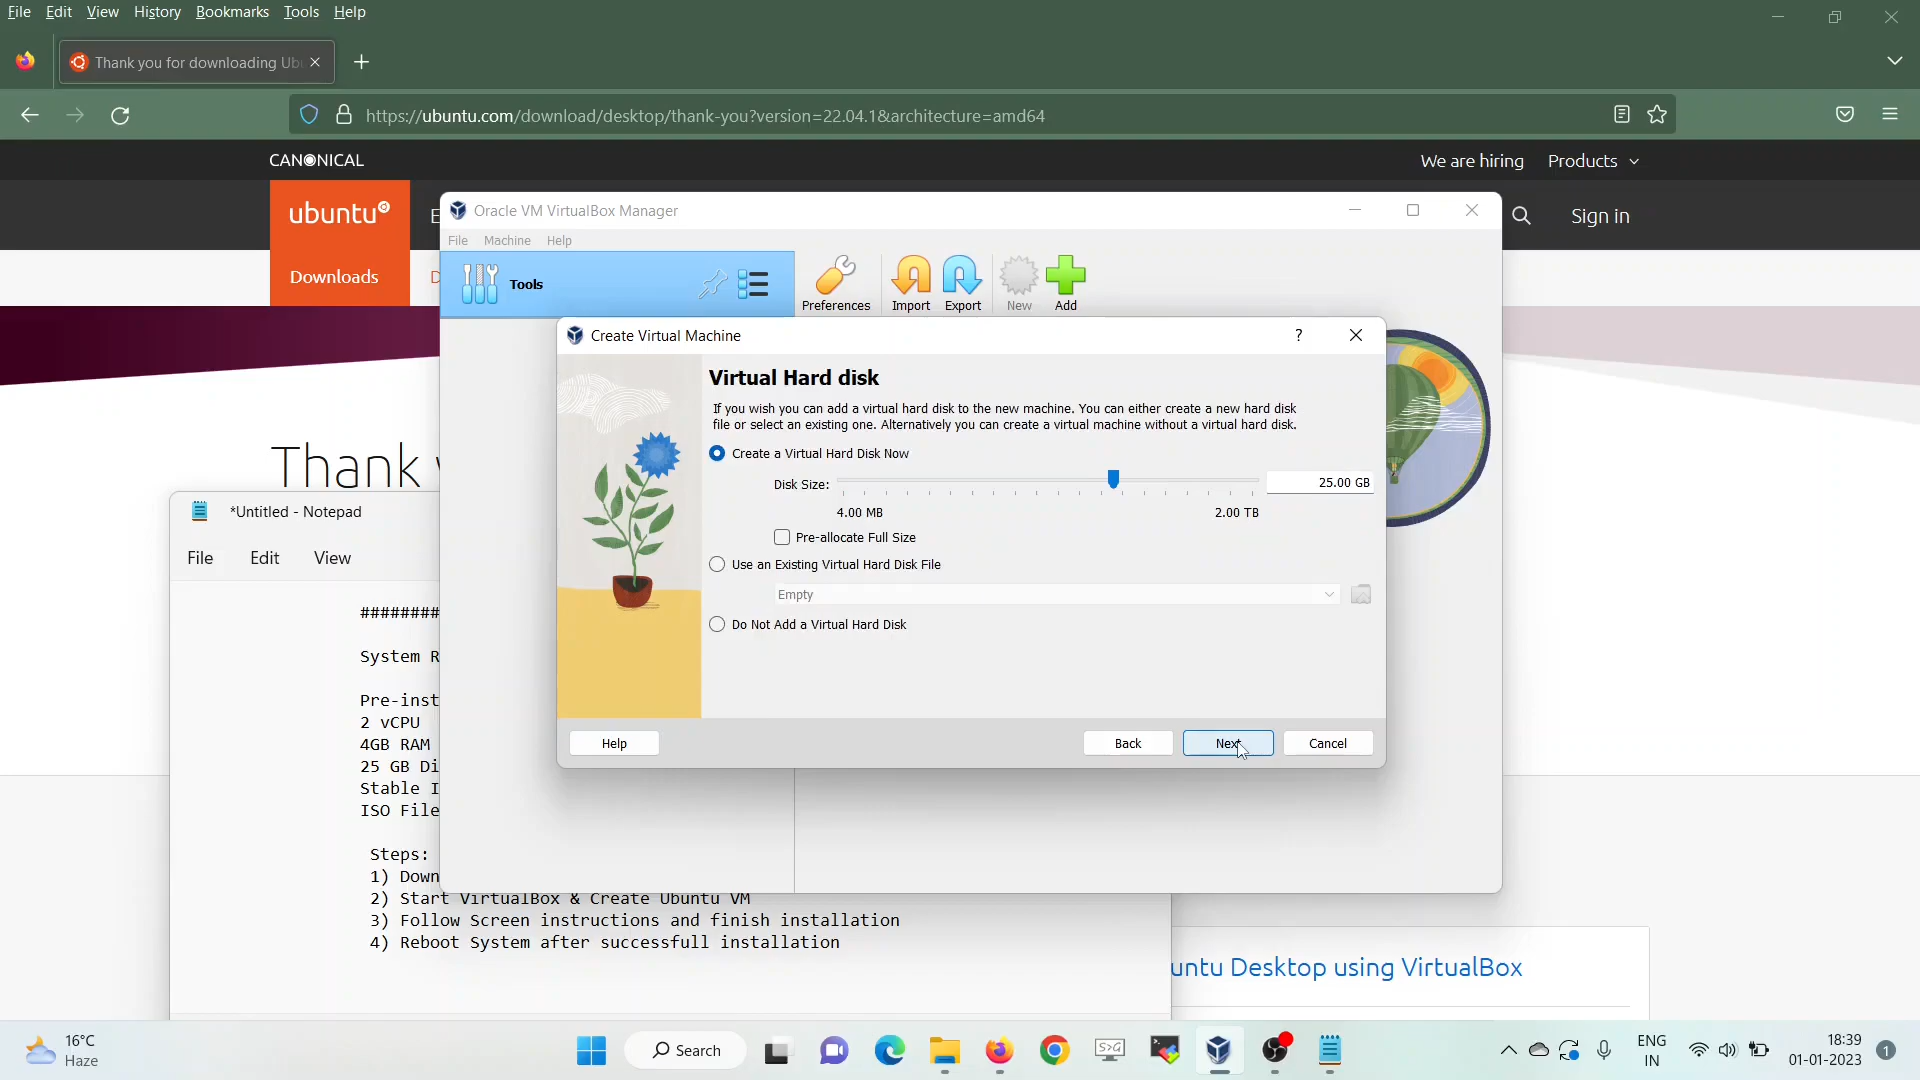 File Edit View History Bookmarks Tools Help
Thank you for downloading Ub
https://ubuntu.com/download/desktop/thank-you?version=22.04.1&architecture=amd64
CANONICAL We are hiring Products
ubuntu E Sign in
Downloads D
Oracle VM VirtualBox Manager
File Machine Help
Tools
Preferences Import Export New Add
Create Virtual Machine ?
Virtual Hard disk
If you wish you can add a virtual hard disk to the new machine. You can either create a new hard disk
file or select an existing one. Alternatively you can create a virtual machine without a virtual hard disk.
Create a Virtual Hard Disk Now
Disk Size: 25.00 GB
4.00 MB 2.00 TB
Pre-allocate Full Size
Use an Existing Virtual Hard Disk File
Empty
Do Not Add a Virtual Hard Disk
Help Back Next Cancel
Thank
*Untitled - Notepad
File Edit View
########
System R
Pre-inst
2 vCPU
4GB RAM
25 GB Di
Stable I
ISO File
Steps:
1) Down
2) Start VirtualBox & Create Ubuntu VM
3) Follow Screen instructions and finish installation
4) Reboot System after successfull installation
untu Desktop using VirtualBox
16°C
Haze
Search
S>G
ENG
IN
18:39
01-01-2023
1